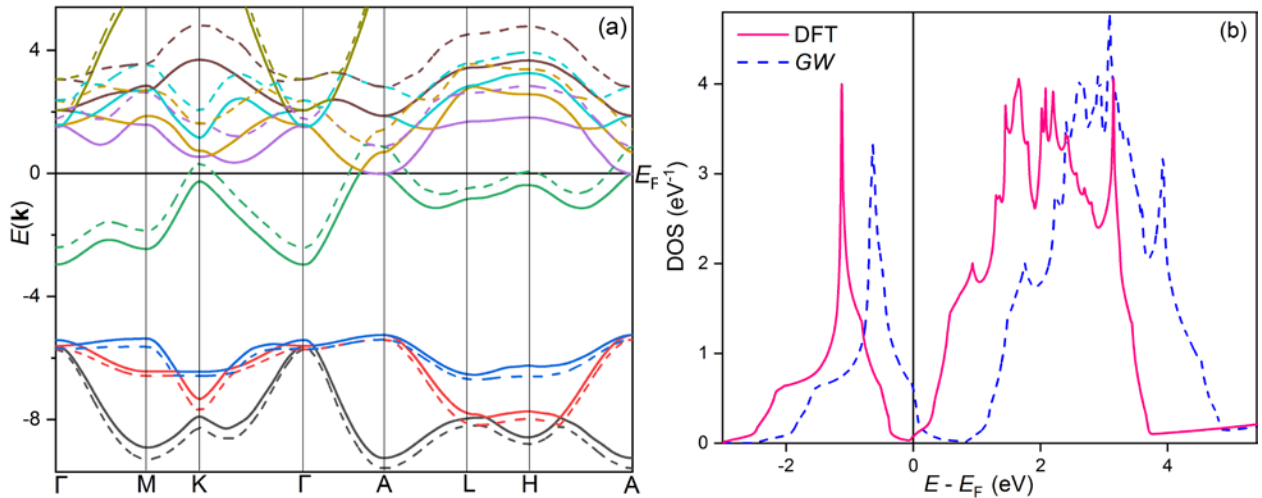 (a)
4
0
-4
-8
E(k)
E_F
Γ M K Γ A L H A
(b)
DFT
GW
DOS (eV⁻¹)
4
3
2
1
0
-2 0 2 4
E - E_F (eV)